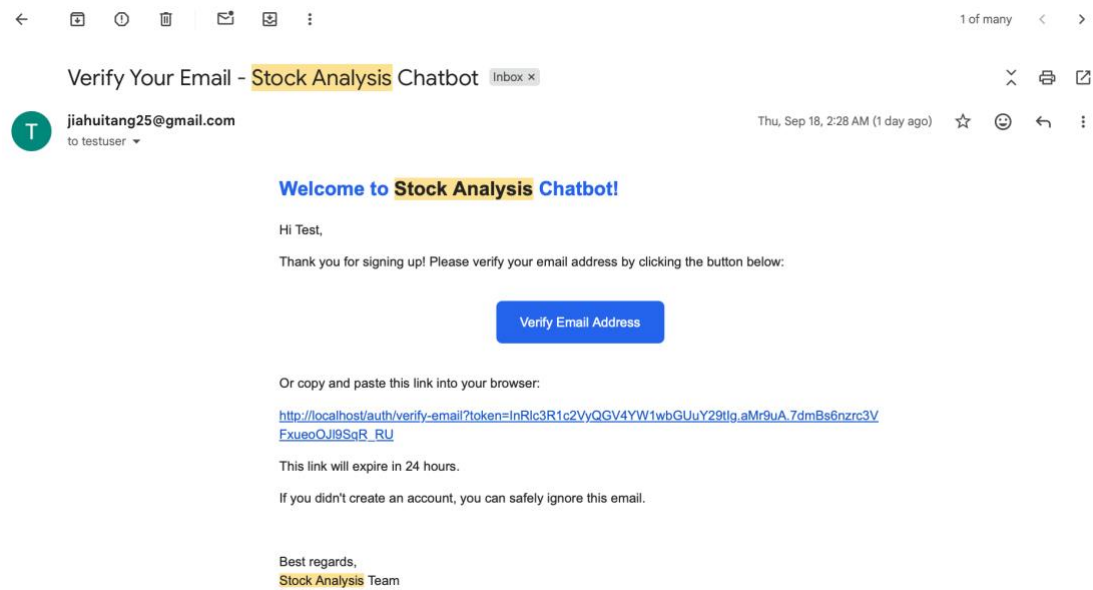 1 of many
Verify Your Email - Stock Analysis Chatbot Inbox ×
T
jiahuitang25@gmail.com
Thu, Sep 18, 2:28 AM (1 day ago)
to testuser
Welcome to Stock Analysis Chatbot!
Hi Test,
Thank you for signing up! Please verify your email address by clicking the button below:
Verify Email Address
Or copy and paste this link into your browser:
http://localhost/auth/verify-email?token=InRlc3R1c2VyQGV4YW1wbGUuY29tIg.aMr9uA.7dmBs6nzrc3V
FxueoOJl9SqR_RU
This link will expire in 24 hours.
If you didn't create an account, you can safely ignore this email.
Best regards,
Stock Analysis Team